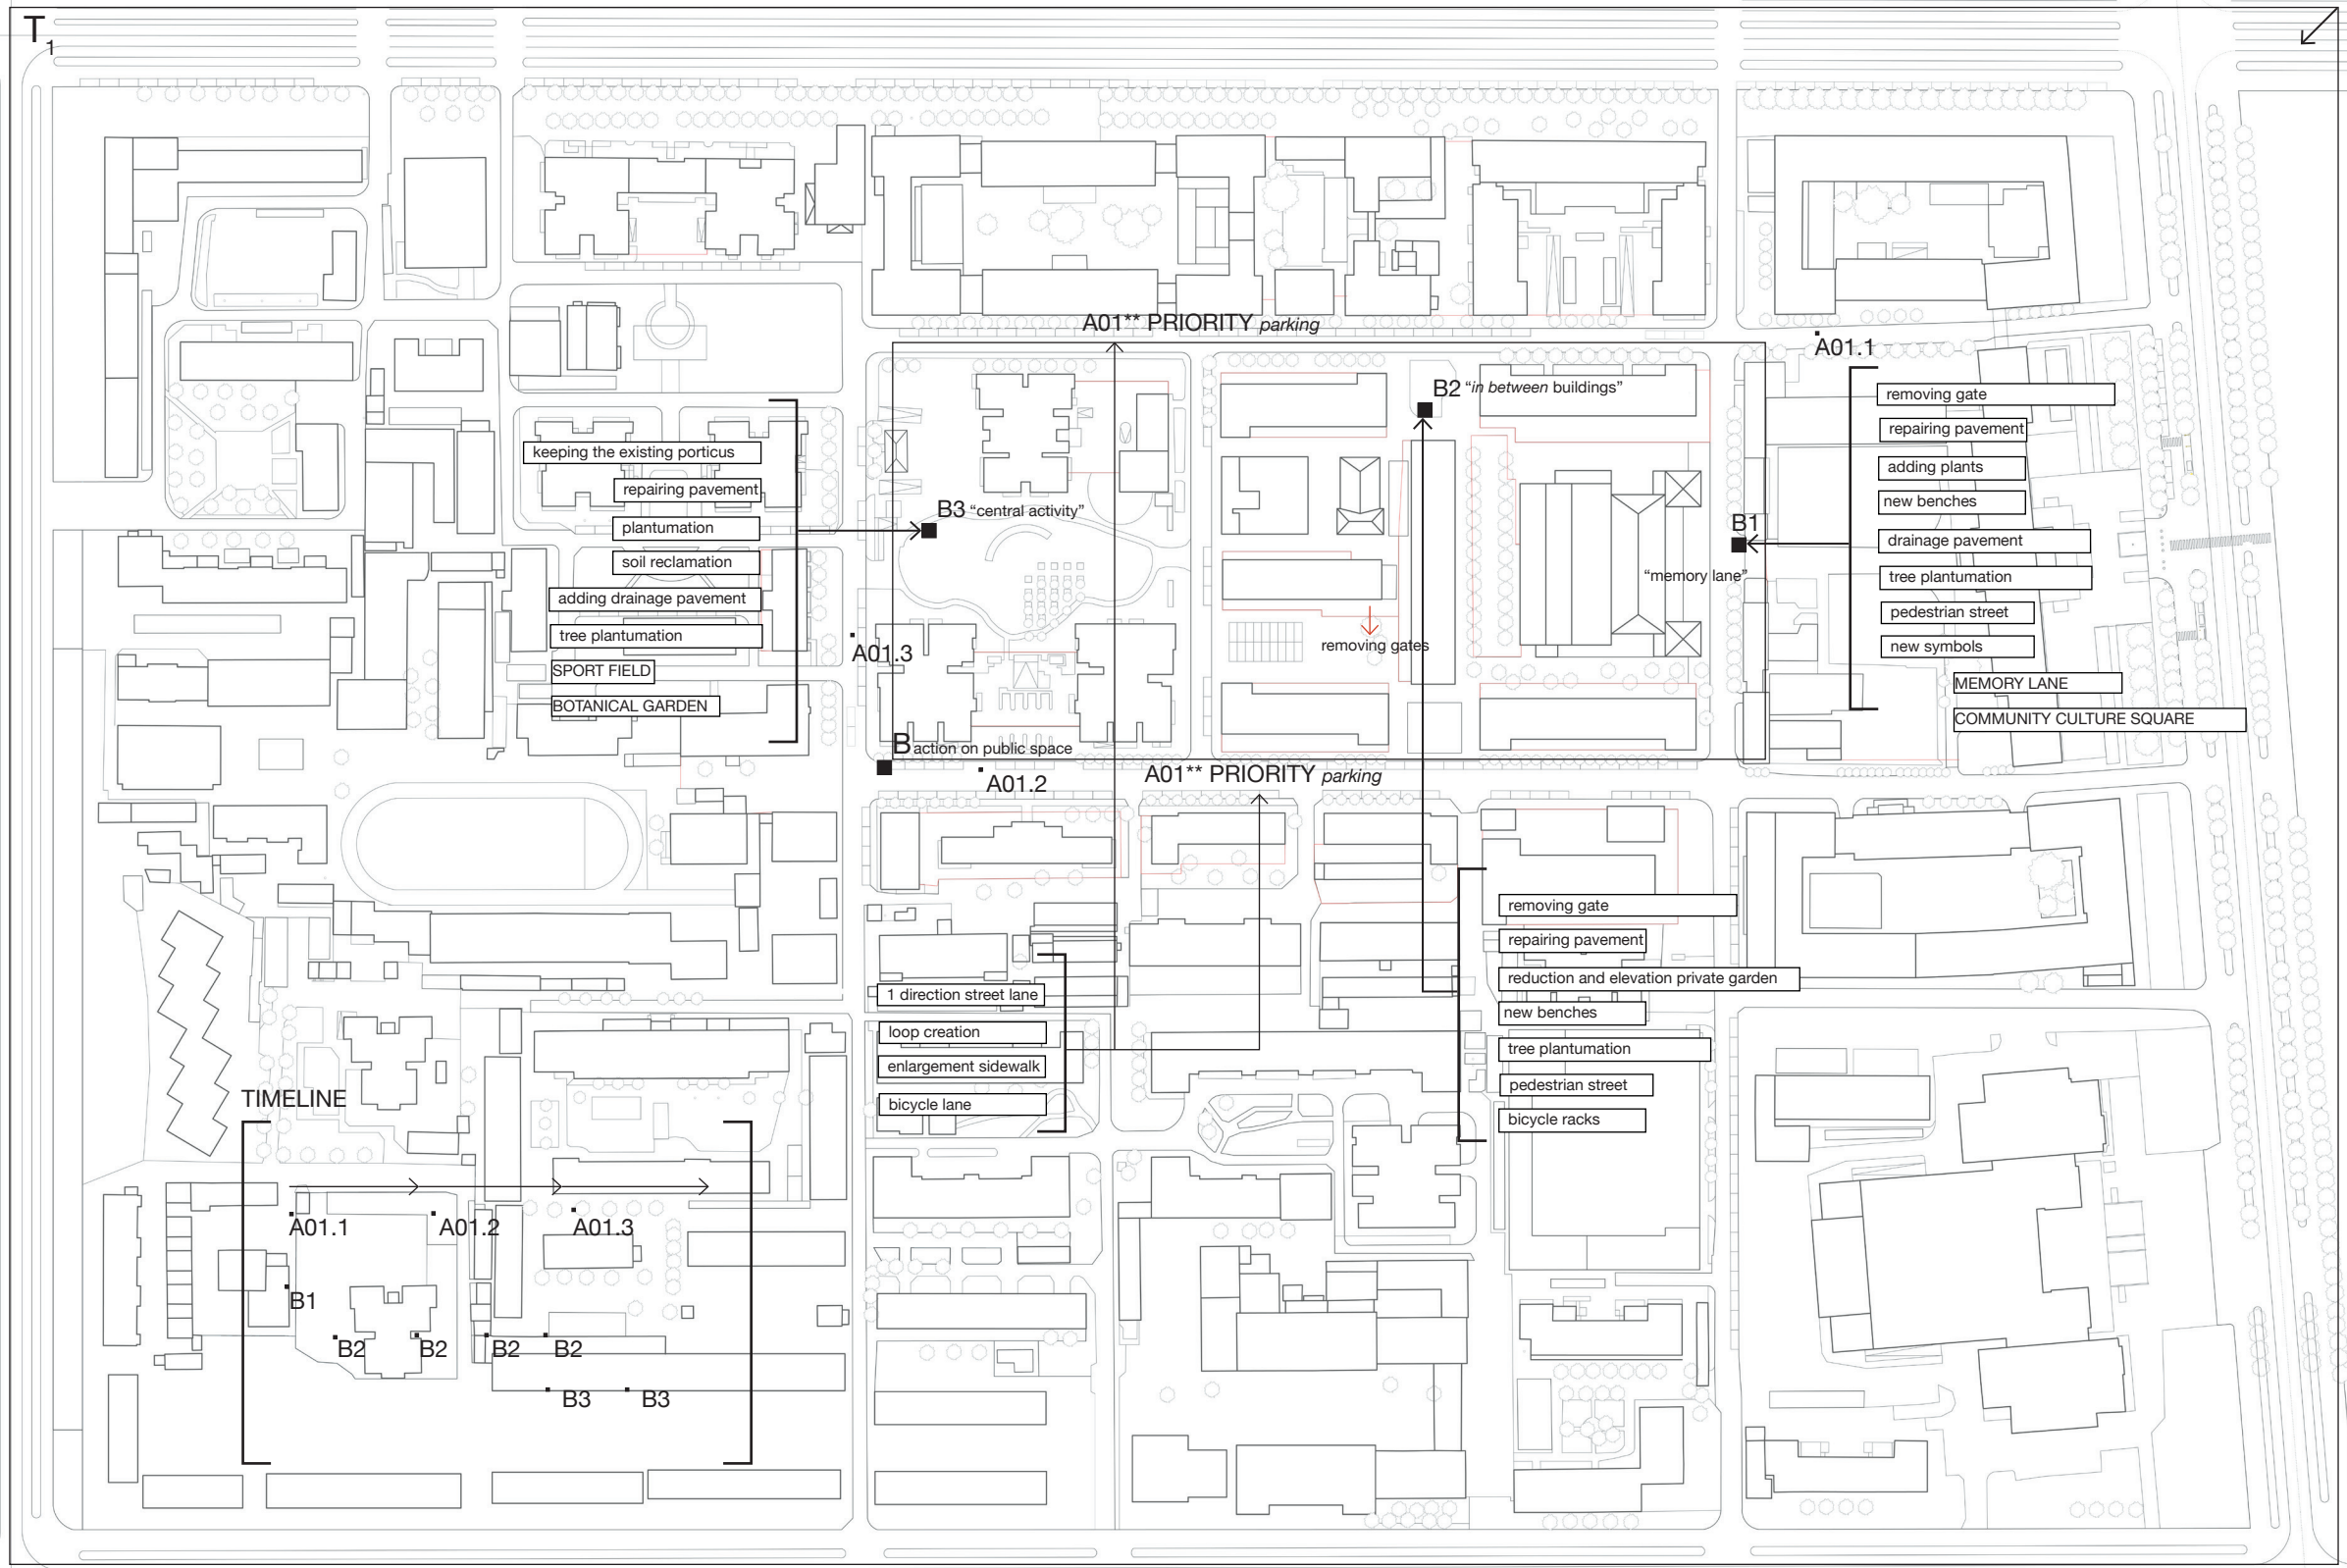 T1
A01** PRIORITY parking
A01.1
B2 “in between buildings”
removing gate
repairing pavement
adding plants
new benches
drainage pavement
tree plantumation
pedestrian street
new symbols
MEMORY LANE
COMMUNITY CULTURE SQUARE
B1
“memory lane”
keeping the existing porticus
repairing pavement
plantumation
soil reclamation
adding drainage pavement
tree plantumation
SPORT FIELD
BOTANICAL GARDEN
B3 “central activity”
A01.3
removing gates
B action on public space
A01.2
A01** PRIORITY parking
removing gate
repairing pavement
reduction and elevation private garden
new benches
tree plantumation
pedestrian street
bicycle racks
1 direction street lane
loop creation
enlargement sidewalk
bicycle lane
TIMELINE
A01.1 A01.2 A01.3
B1
B2 B2 B2 B2
B3 B3